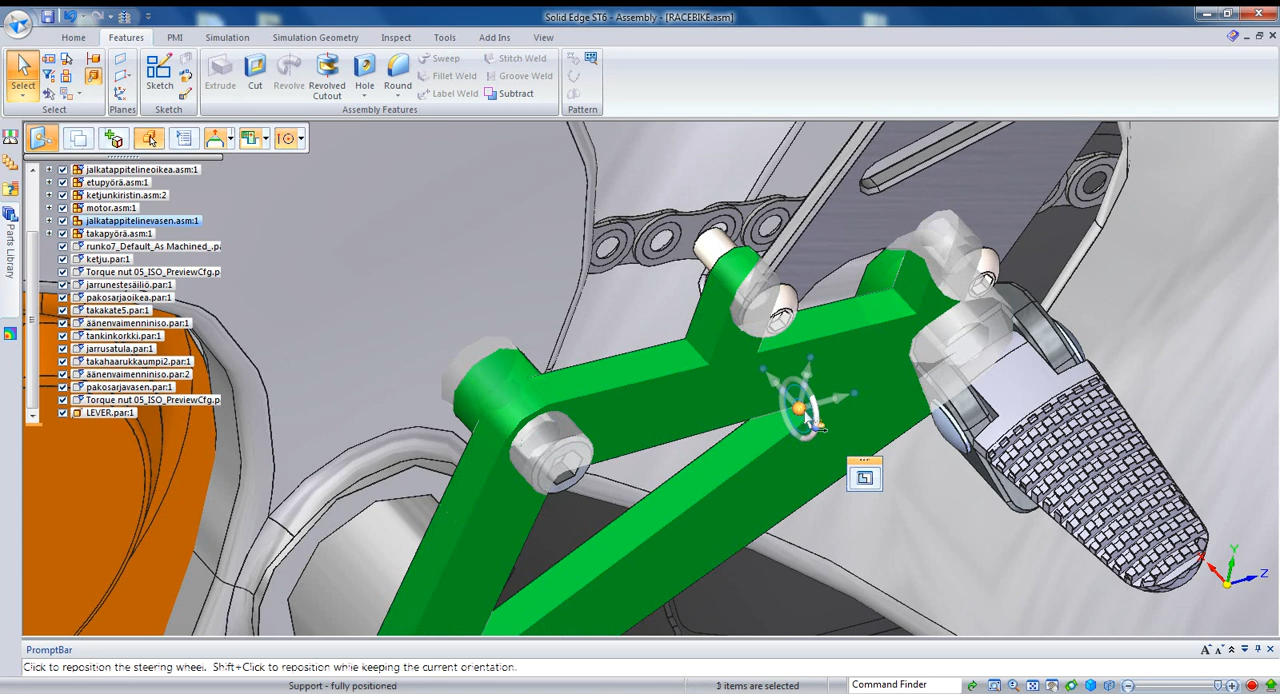 Solid Edge ST6 - Assembly - [RACEBIKE.asm]
Home Features PMI Simulation Simulation Geometry Inspect Tools Add Ins View
Select
Planes
Sketch
Extrude
Cut
Revolve
Revolved Cutout
Hole
Round
Sweep
Fillet Weld
Label Weld
Stitch Weld
Groove Weld
Subtract
Select Planes Sketch Assembly Features Pattern
Parts Library
jalkatappitelineoikea.asm:1
etupyörä.asm:1
ketjunkiristin.asm:2
motor.asm:1
jalkatappitelinevasen.asm:1
takapyörä.asm:1
runko7_Default_As Machined_.pa
ketju.par:1
Torque nut 05_ISO_PreviewCfg.p
jarrunestesäiliö.par:1
pakosarjaoikea.par:1
takakate5.par:1
äänenvaimenniniso.par:1
tankinkorkki.par:1
jarrusatula.par:1
takahaarukkaumpi2.par:1
äänenvaimenniniso.par:2
pakosarjavasen.par:1
Torque nut 05_ISO_PreviewCfg.p
LEVER.par:1
Y
X
Z
PromptBar
Click to reposition the steering wheel. Shift+Click to reposition while keeping the current orientation.
Support - fully positioned
3 items are selected
Command Finder